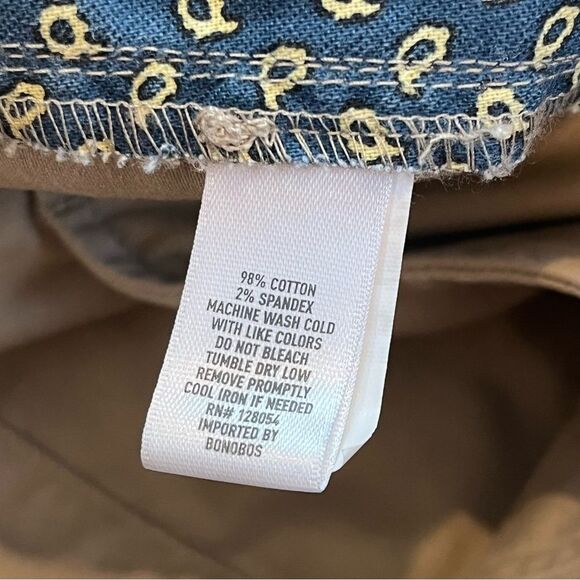 98% COTTON
2% SPANDEX
MACHINE WASH COLD
WITH LIKE COLORS
DO NOT BLEACH
TUMBLE DRY LOW
REMOVE PROMPTLY
COOL IRON IF NEEDED
RN# 128054
IMPORTED BY
BONOBOS